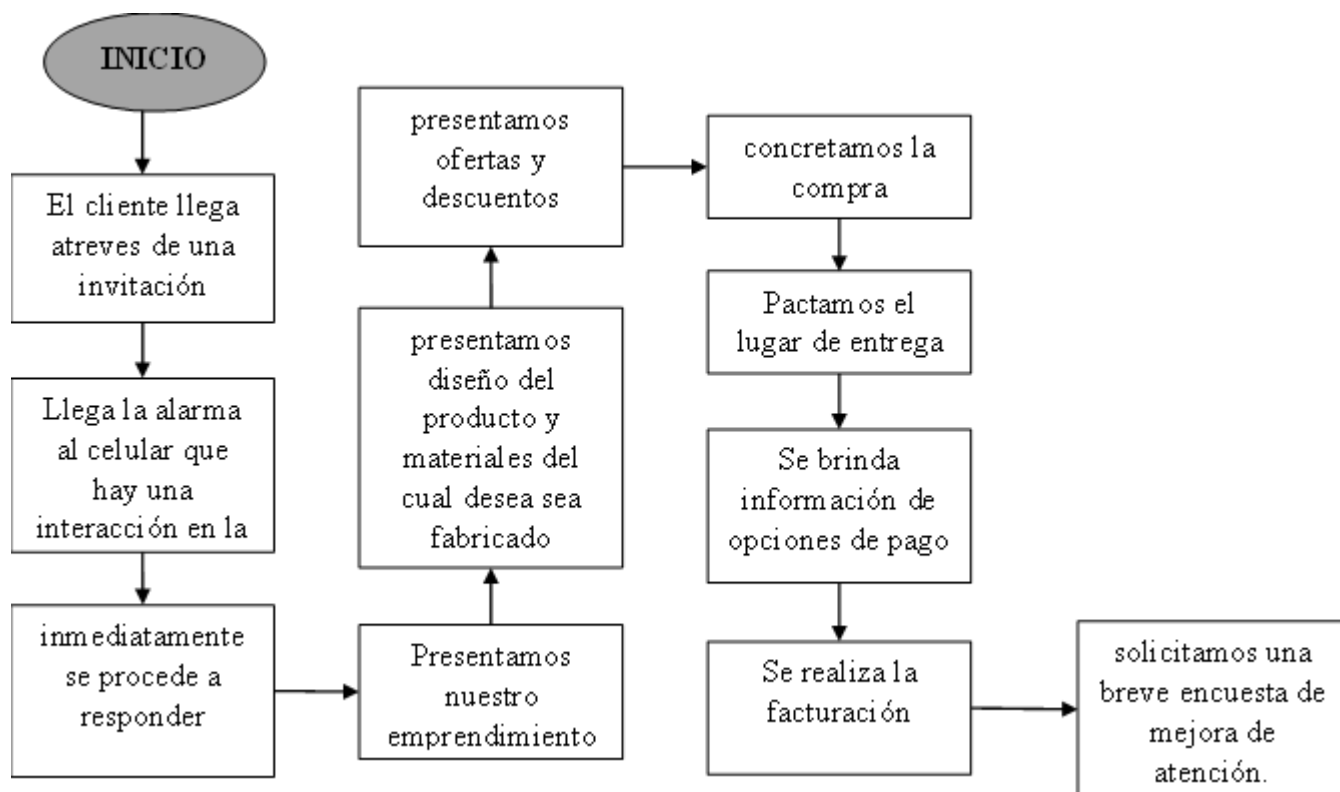 INICIO
El cliente llega
atreves de una
invitación
Llega la alarma
al celular que
hay una
interacción en la
inmediatamente
se procede a
responder
Presentamos
nuestro
emprendimiento
presentamos
diseño del
producto y
materiales del
cual desea sea
fabricado
presentamos
ofertas y
descuentos
concretamos la
compra
Pactamos el
lugar de entrega
Se brinda
información de
opciones de pago
Se realiza la
facturación
solicitamos una
breve encuesta de
mejora de
atención.